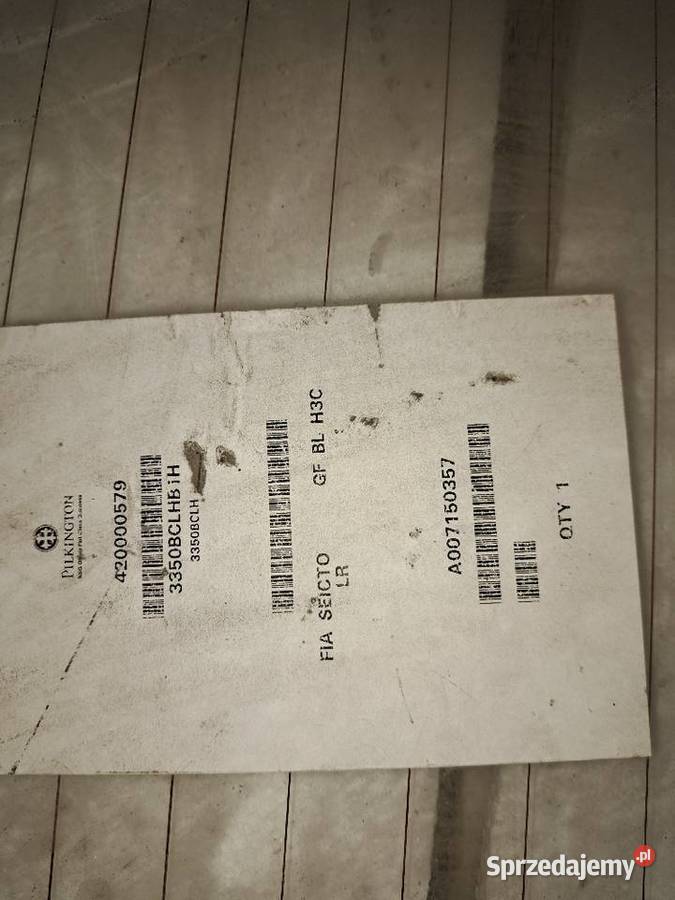 PILKINGTON
420000579
3350BCLHBiH
3350BCLH
FIA SEICTO GF BL H3C
LR
A007150357
QTY 1
Sprzedajemy.pl